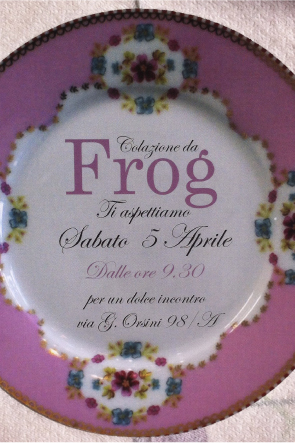 Colazione da
Frog
Ti aspettiamo
Sabato 5 Aprile
Dalle ore 9.30
per un dolce incontro
via G. Orsini 98/A